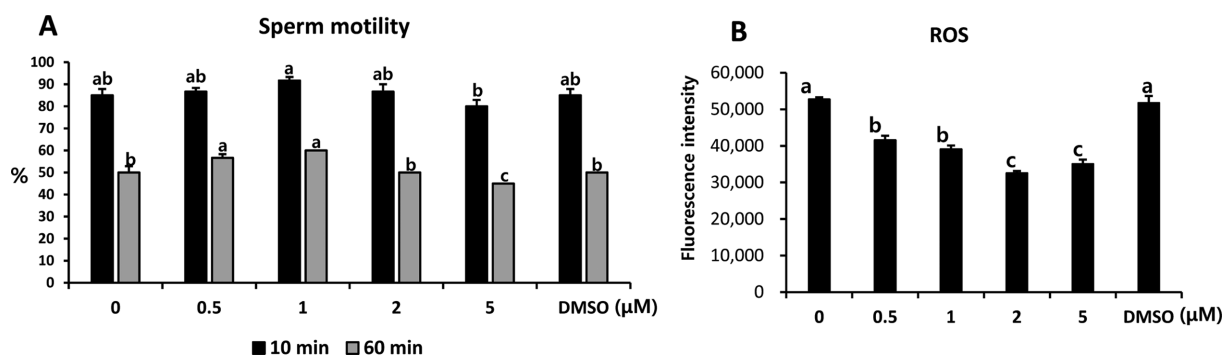 A
Sperm motility
100
90
80
70
60
50
40
30
20
10
0
%
ab ab a ab b ab
b a a b c b
0 0.5 1 2 5 DMSO (µM)
10 min 60 min
B
ROS
Fluorescence intensity
60,000
50,000
40,000
30,000
20,000
10,000
0
a b b c c a
0 0.5 1 2 5 DMSO (µM)